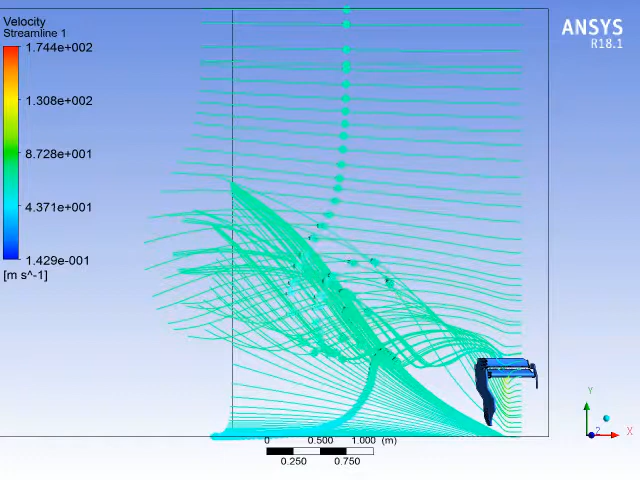 Velocity
Streamline 1
1.744e+002
1.308e+002
8.728e+001
4.371e+001
1.429e-001
[m s^-1]
ANSYS
R18.1
0 0.500 1.000 (m)
0.250 0.750
Y
Z X